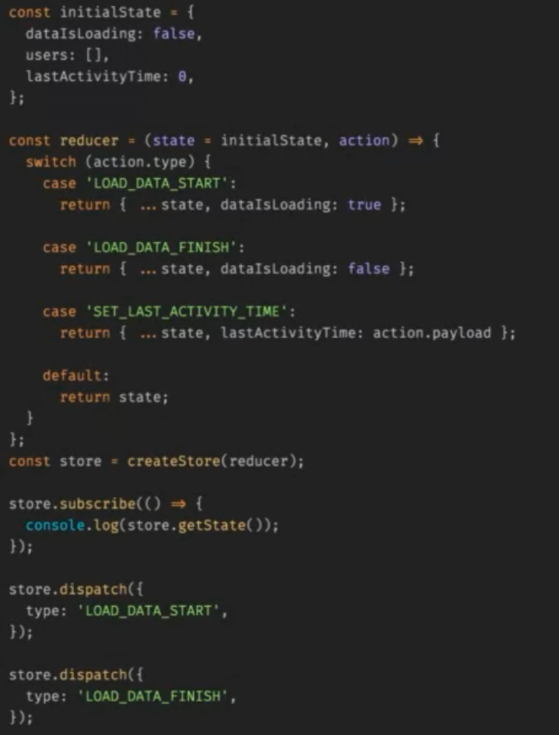 const initialState = {
  dataIsLoading: false,
  users: [],
  lastActivityTime: 0,
};

const reducer = (state = initialState, action) => {
  switch (action.type) {
    case 'LOAD_DATA_START':
      return { ...state, dataIsLoading: true };

    case 'LOAD_DATA_FINISH':
      return { ...state, dataIsLoading: false };

    case 'SET_LAST_ACTIVITY_TIME':
      return { ...state, lastActivityTime: action.payload };

    default:
      return state;
  }
};
const store = createStore(reducer);

store.subscribe(() => {
  console.log(store.getState());
});

store.dispatch({
  type: 'LOAD_DATA_START',
});

store.dispatch({
  type: 'LOAD_DATA_FINISH',
});